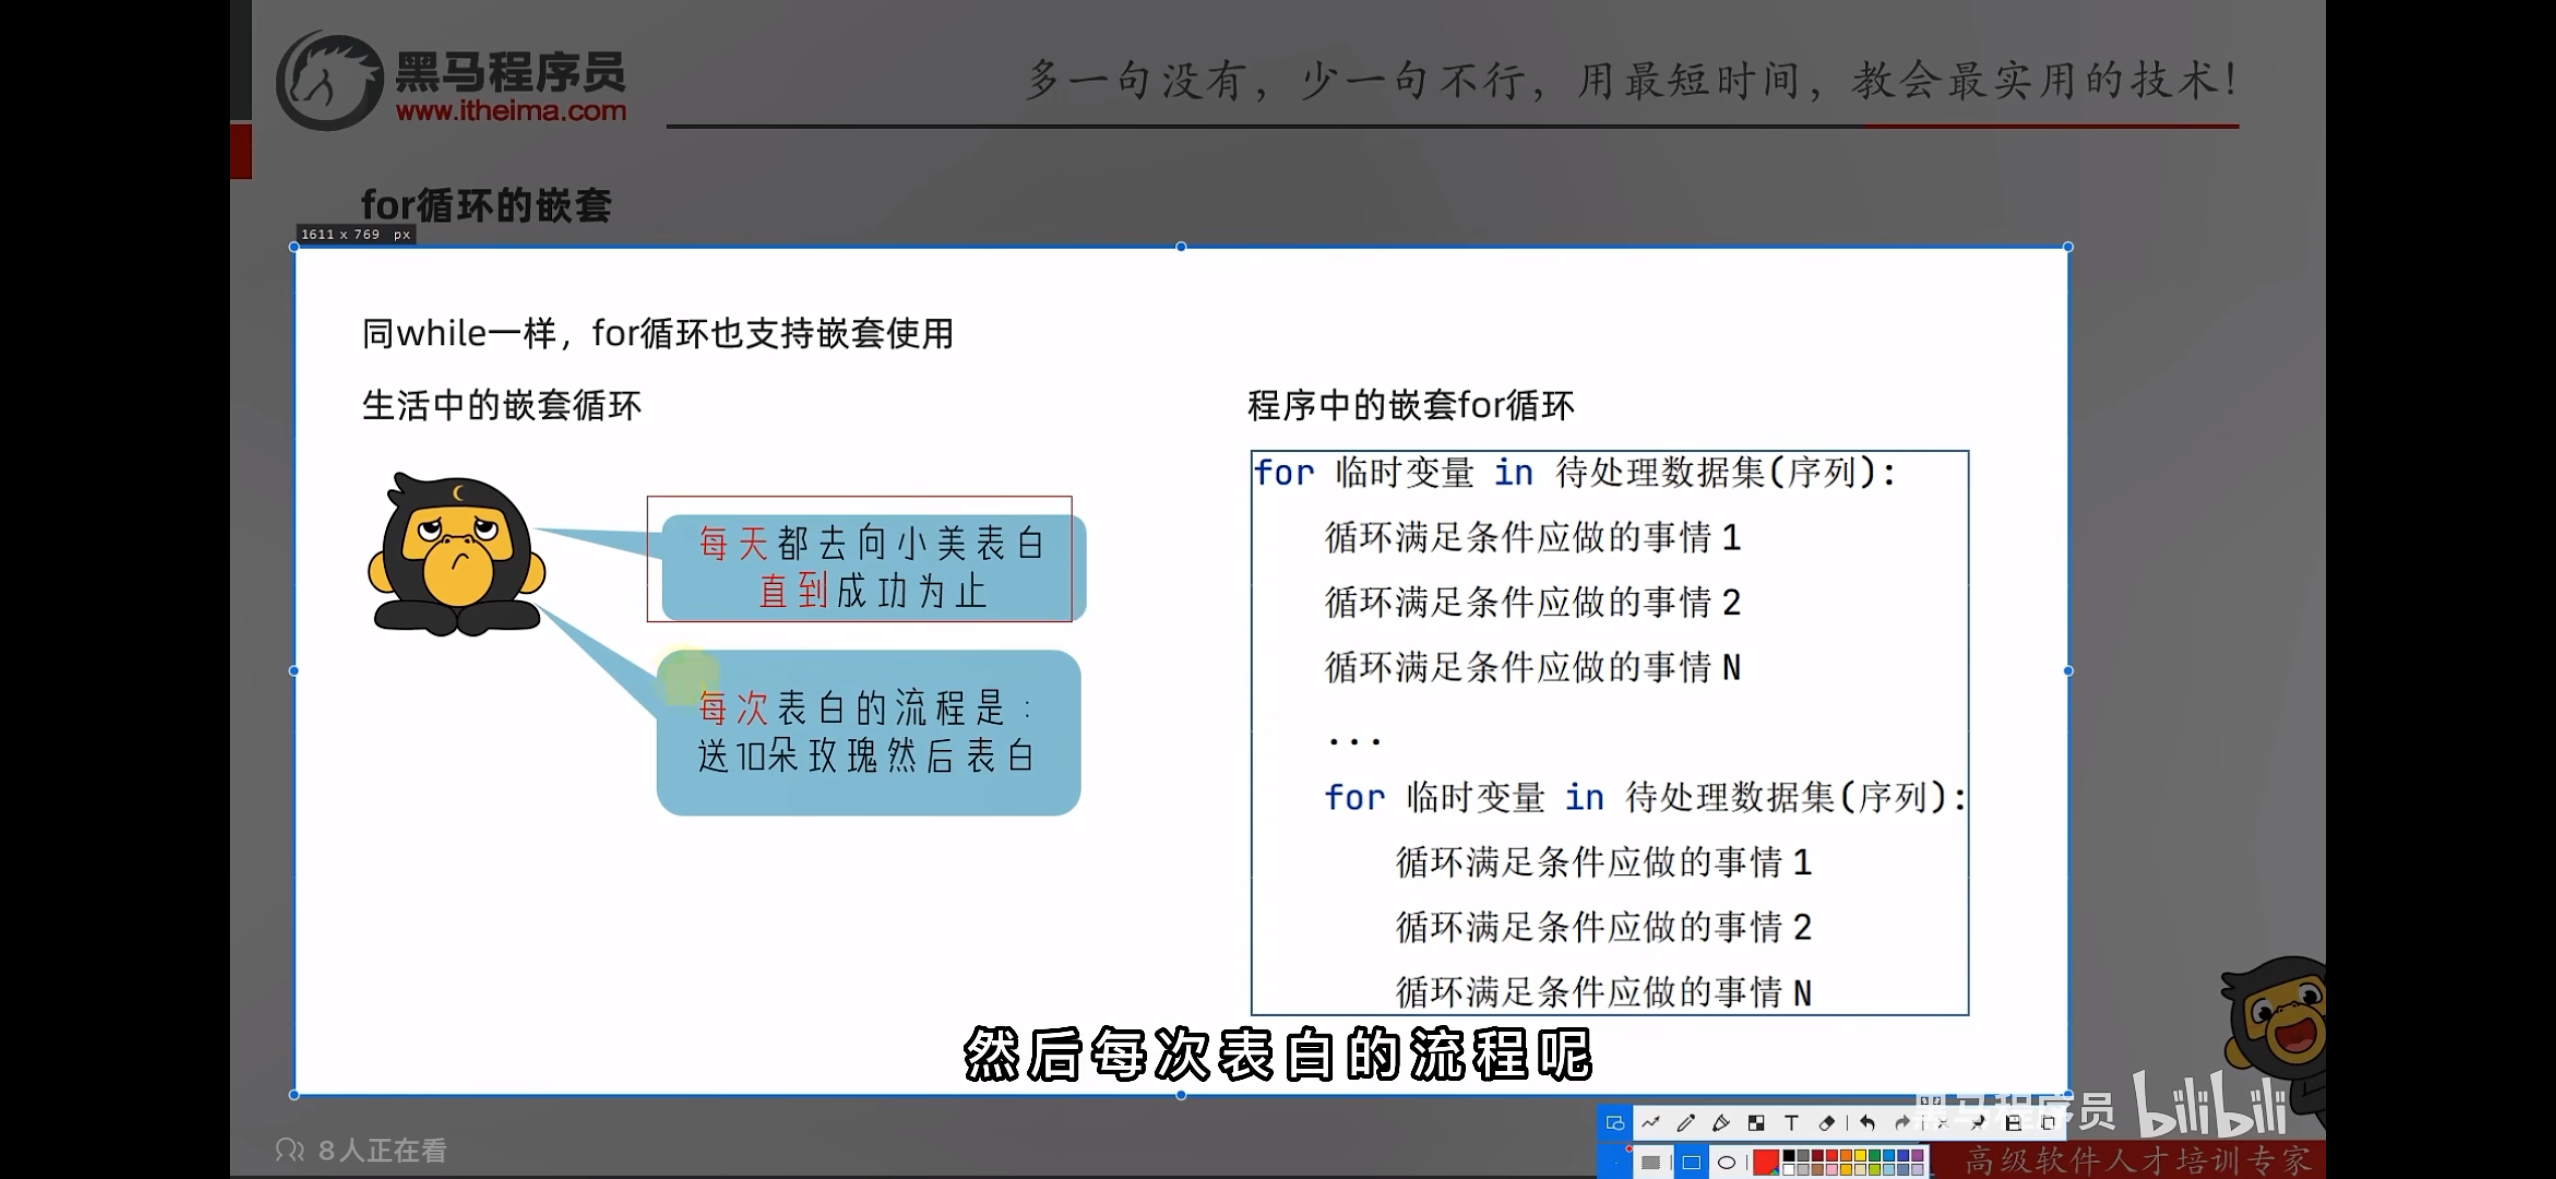 黑马程序员
www.itheima.com
多一句没有，少一句不行，用最短时间，教会最实用的技术！
for循环的嵌套
1611 x 769 px
同while一样，for循环也支持嵌套使用
生活中的嵌套循环
每天都去向小美表白
直到成功为止
每次表白的流程是：
送10朵玫瑰然后表白
程序中的嵌套for循环
for 临时变量 in 待处理数据集(序列):
循环满足条件应做的事情1
循环满足条件应做的事情2
循环满足条件应做的事情N
...
for 临时变量 in 待处理数据集(序列):
循环满足条件应做的事情1
循环满足条件应做的事情2
循环满足条件应做的事情N
然后每次表白的流程呢
8人正在看
黑马程序员 bilibili
高级软件人才培训专家